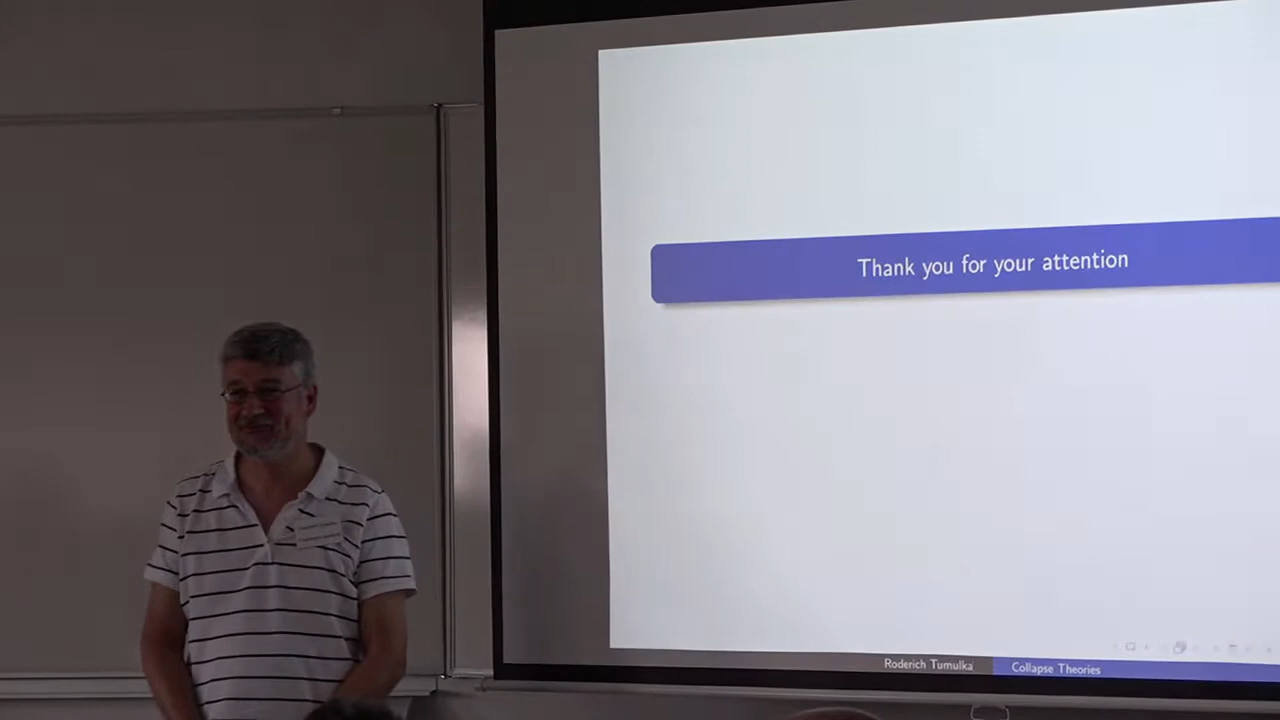 Thank you for your attention
Roderich Tumulka
Collapse Theories